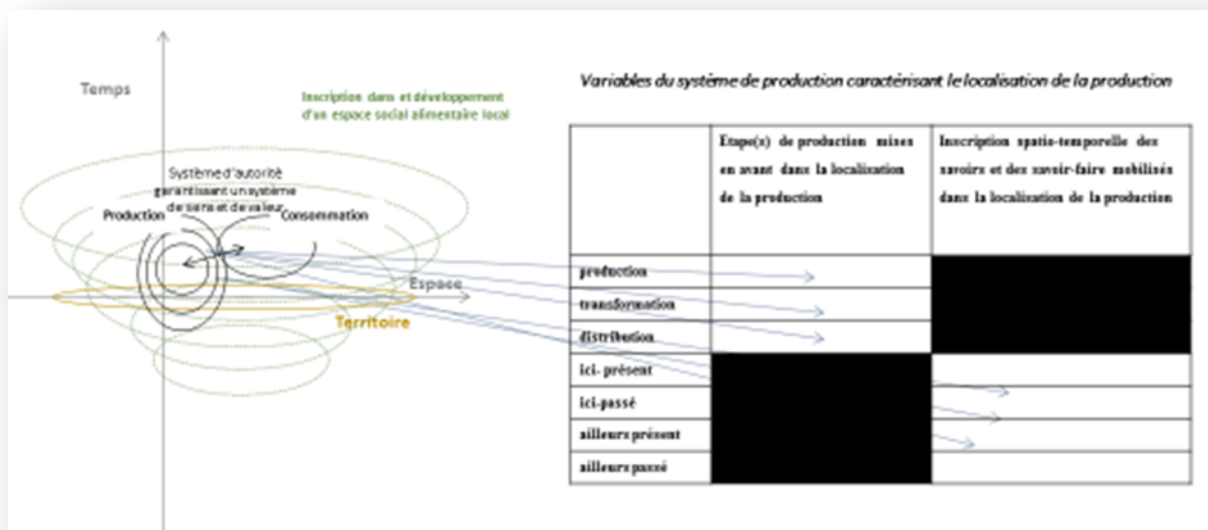 Temps
Inscription dans et développement
d'un espace social alimentaire local
Système d'autorité
garantissant un système
de sens et de valeur
Production
Consommation
Espace
Territoire
Variables du système de production caractérisant le localisation de la production
Etape(s) de production mises
en avant dans la localisation
de la production
Inscription spatio-temporelle des
savoirs et des savoir-faire mobilisés
dans la localisation de la production
production
transformation
distribution
ici- présent
ici-passé
ailleurs présent
ailleurs passé